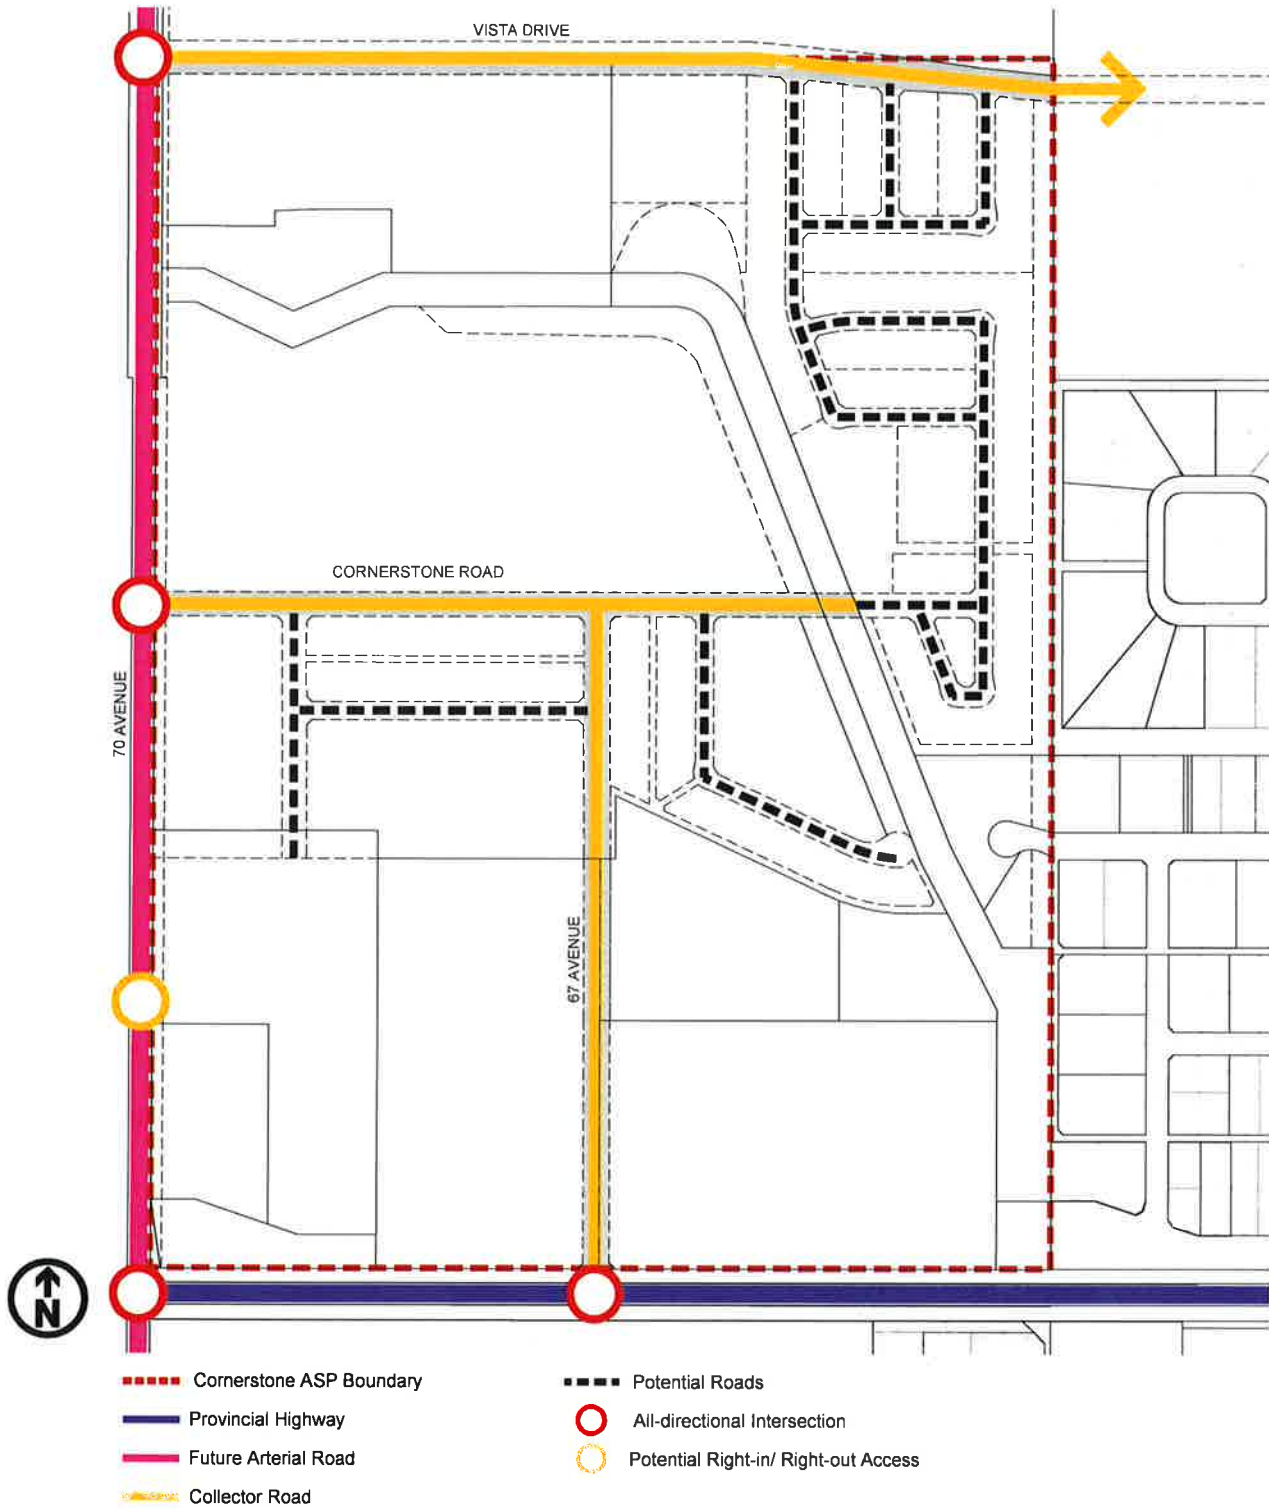 VISTA DRIVE
CORNERSTONE ROAD
70 AVENUE
67 AVENUE
N
Cornerstone ASP Boundary
Provincial Highway
Future Arterial Road
Collector Road
Potential Roads
All-directional Intersection
Potential Right-in/ Right-out Access